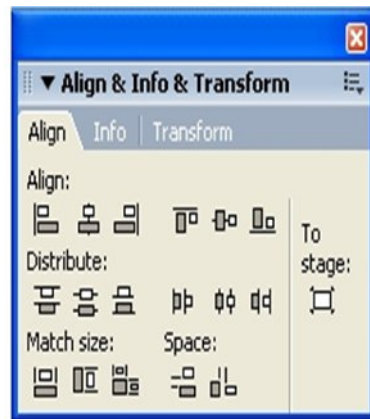 ▼ Align & Info & Transform
Align Info Transform
Align:
To
stage:
Distribute:
Match size: Space: